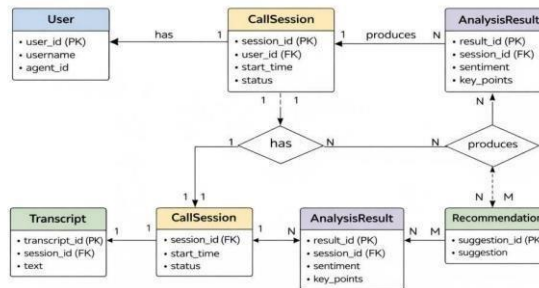 User
• user_id (PK)
• username
• agent_id
has
1
CallSession
• session_id (PK)
• user_id (FK)
• start_time
• status
1
produces
N
AnalysisResult
• result_id (PK)
• session_id (FK)
• sentiment
• key_points
1
1
N
1
has
N
N
produces
1
1
N
M
Transcript
• transcript_id (PK)
• session_id (FK)
• text
1
1
CallSession
• session_id (FK)
• start_time
• status
1
N
AnalysisResult
• result_id (PK)
• session_id (FK)
• sentiment
• key_points
N
M
Recommendation
• suggestion_id (PK)
• suggestion